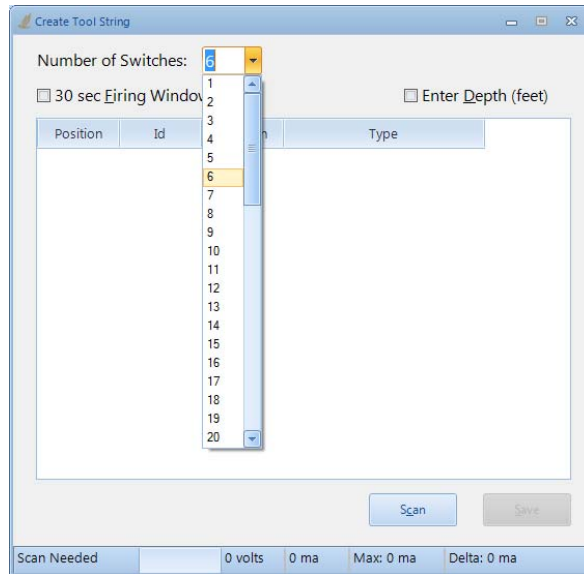 Create Tool String
Number of Switches: 6
30 sec Firing Window
Enter Depth (feet)
Position Id Type
1
2
3
4
5
6
7
8
9
10
11
12
13
14
15
16
17
18
19
20
Scan Save
Scan Needed 0 volts 0 ma Max: 0 ma Delta: 0 ma